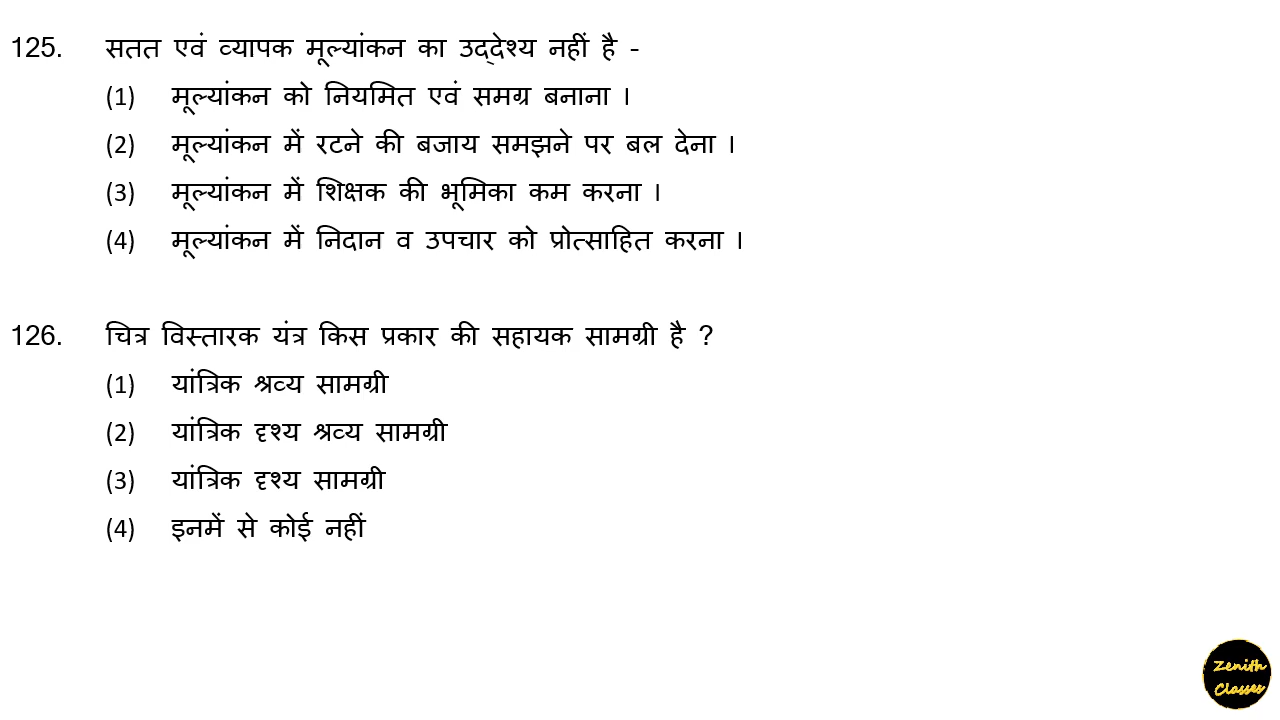 125. सतत एवं व्यापक मूल्यांकन का उद्देश्य नहीं है -
(1) मूल्यांकन को नियमित एवं समग्र बनाना ।
(2) मूल्यांकन में रटने की बजाय समझने पर बल देना ।
(3) मूल्यांकन में शिक्षक की भूमिका कम करना ।
(4) मूल्यांकन में निदान व उपचार को प्रोत्साहित करना ।
126. चित्र विस्तारक यंत्र किस प्रकार की सहायक सामग्री है ?
(1) यांत्रिक श्रव्य सामग्री
(2) यांत्रिक दृश्य श्रव्य सामग्री
(3) यांत्रिक दृश्य सामग्री
(4) इनमें से कोई नहीं
Zenith
Classes